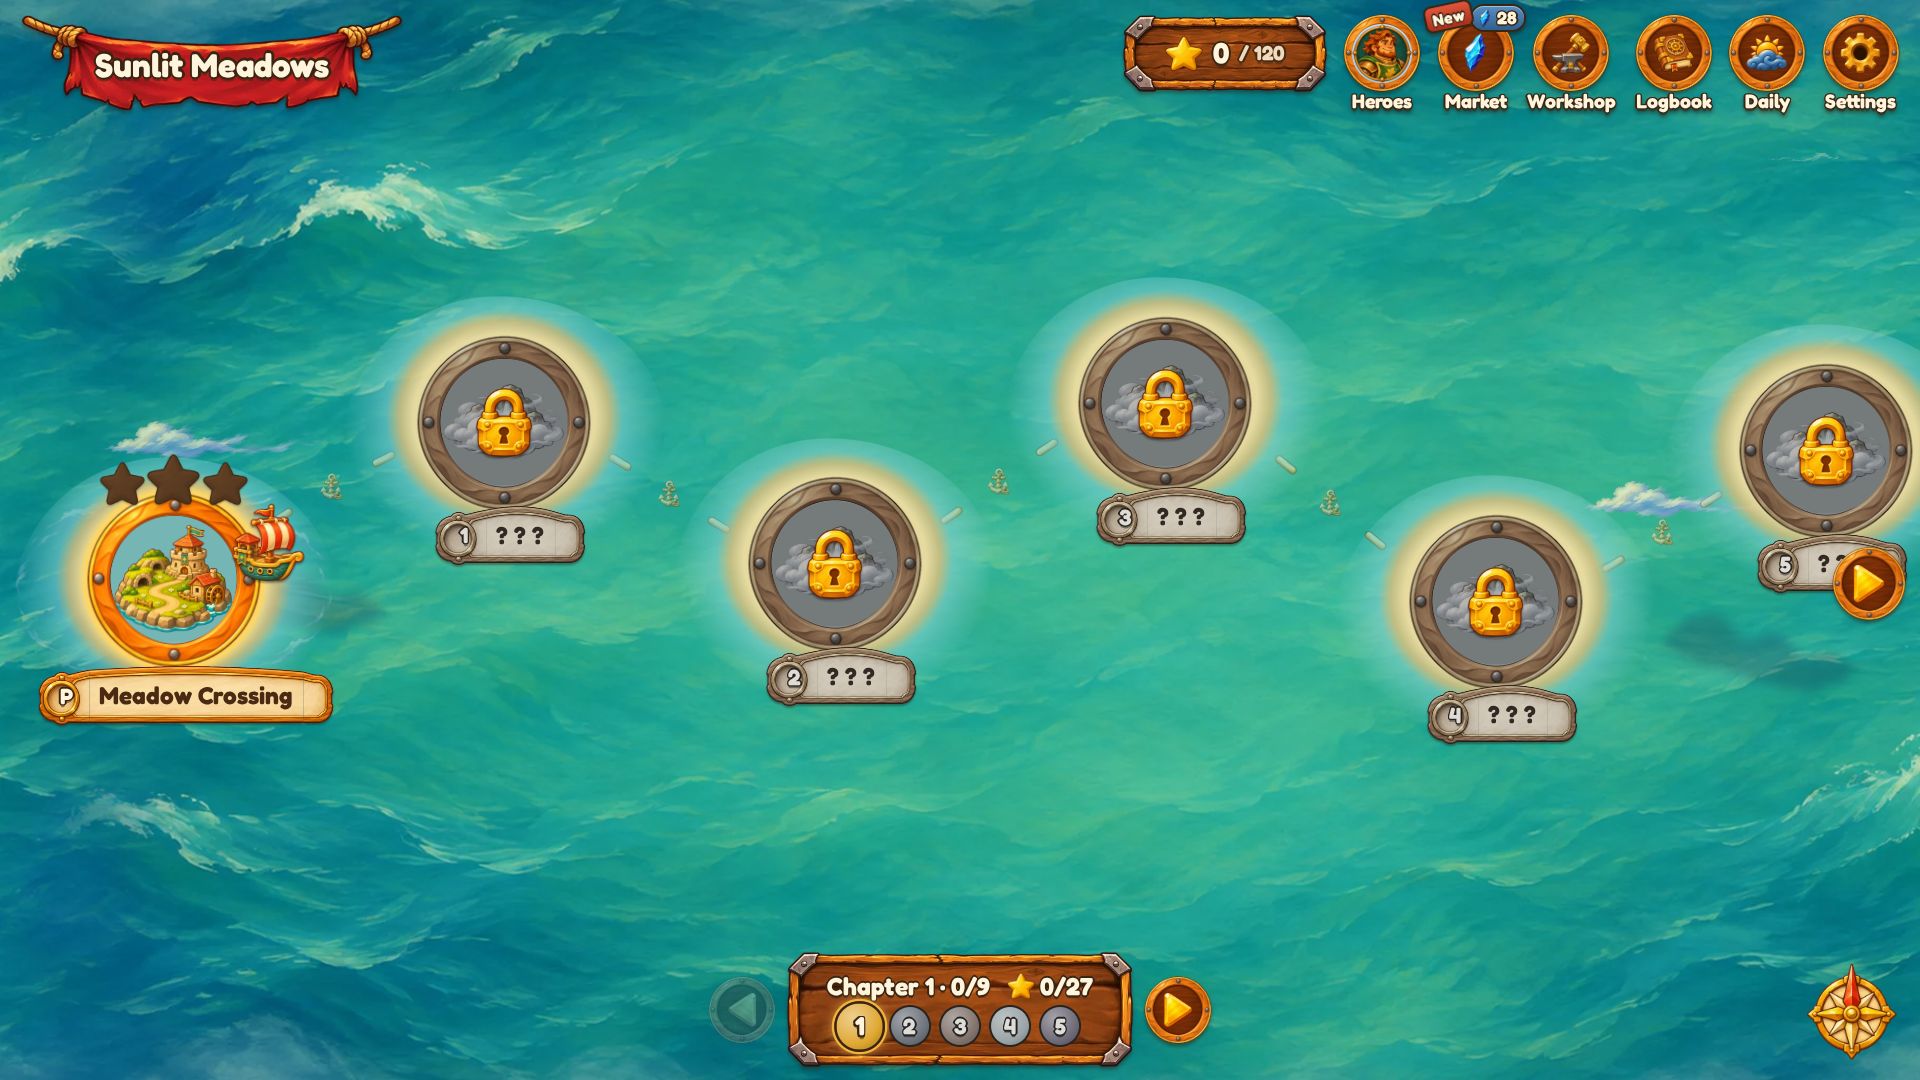 Sunlit Meadows
0 / 120
New
28
Heroes
Market
Workshop
Logbook
Daily
Settings
1 ???
2 ???
3 ???
4 ???
5 ??
P Meadow Crossing
Chapter 1 · 0/9 0/27
1 2 3 4 5